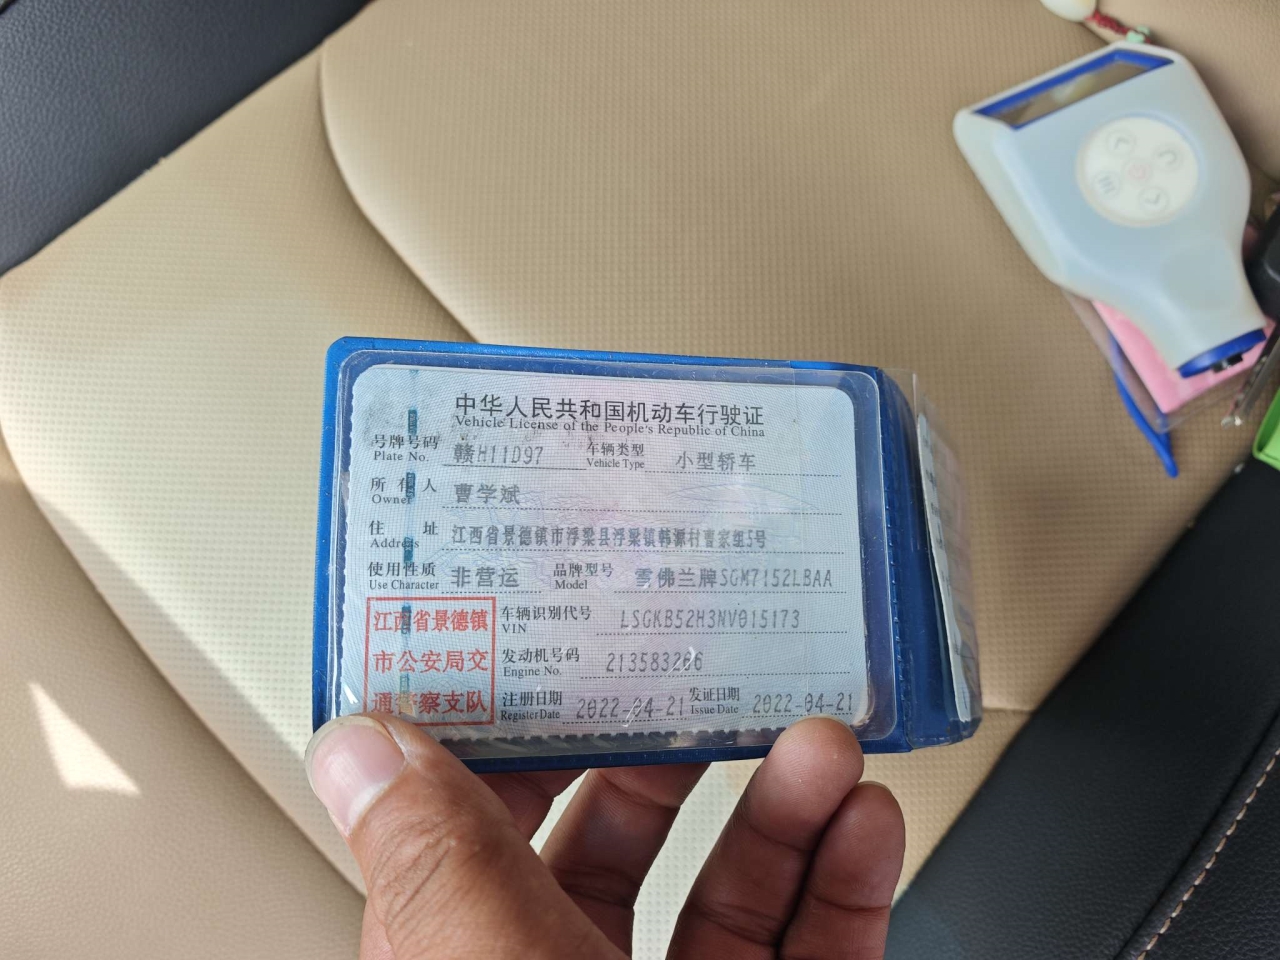 中华人民共和国机动车行驶证
Vehicle License of the People's Republic of China
号牌号码 赣H11D97 车辆类型 小型轿车
Plate No. Vehicle Type
所有人 曹学斌
Owner
住址 江西省景德镇市浮梁县浮梁镇韩源村曹家组5号
Address
使用性质 非营运 品牌型号 雪佛兰牌SGM7152LBAA
Use Character Model
江西省景德镇 车辆识别代号 LSGKB52H3NV015173
VIN
市公安局交 发动机号码 213583266
Engine No.
通警察支队 注册日期 2022-04-21 发证日期 2022-04-21
Register Date Issue Date